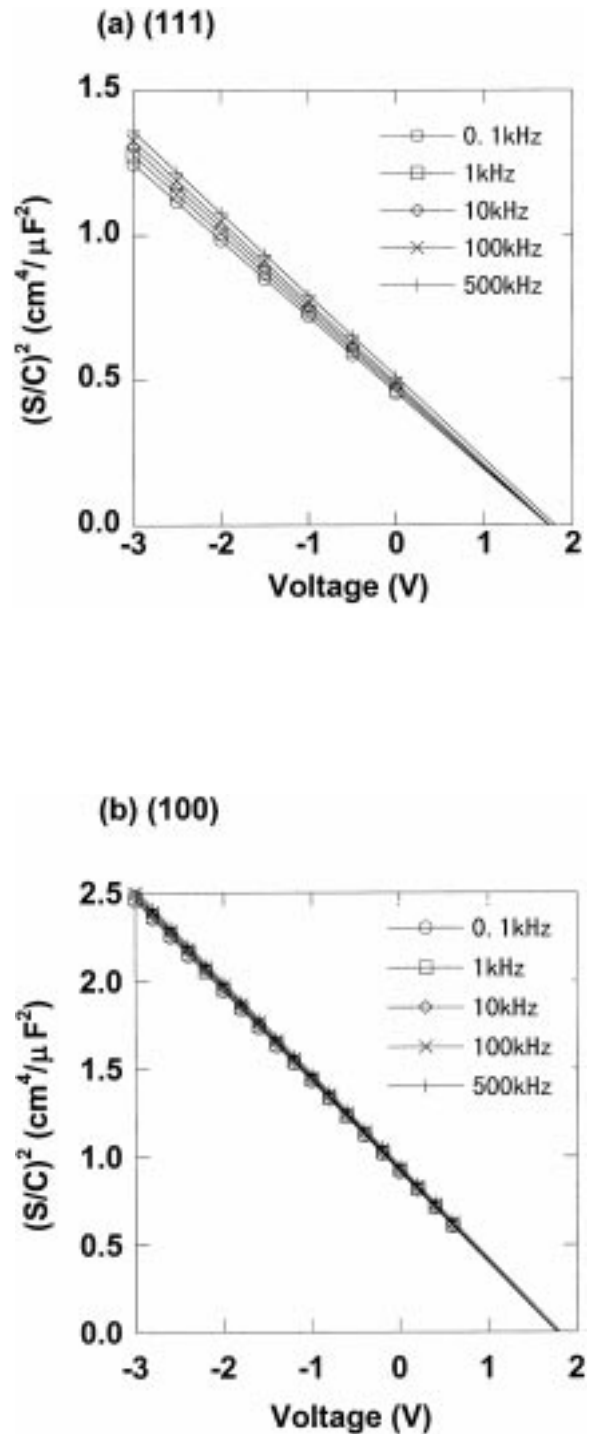 (a) (111)
1.5
1.0
0.5
0.0
(S/C)² (cm⁴/μF²)
0.1kHz
1kHz
10kHz
100kHz
500kHz
-3 -2 -1 0 1 2
Voltage (V)
(b) (100)
2.5
2.0
1.5
1.0
0.5
0.0
(S/C)² (cm⁴/μF²)
0.1kHz
1kHz
10kHz
100kHz
500kHz
-3 -2 -1 0 1 2
Voltage (V)